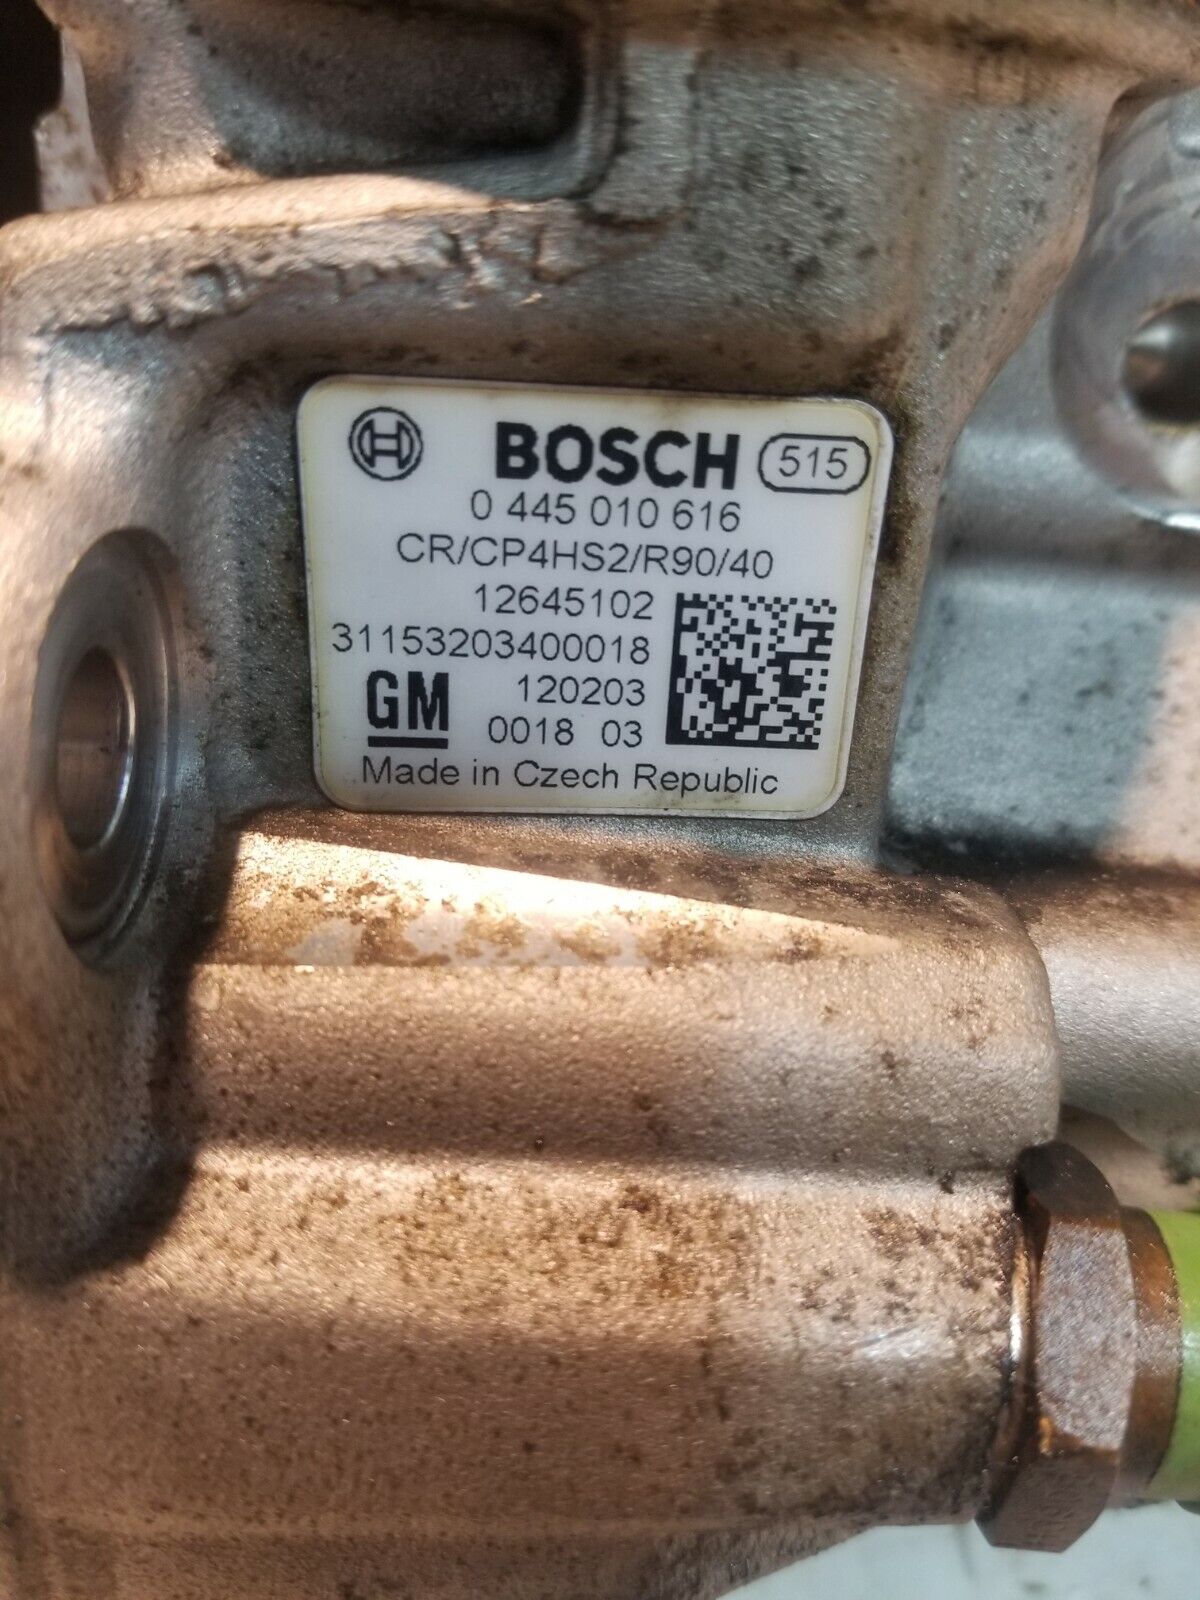 BOSCH 515
0 445 010 616
CR/CP4HS2/R90/40
12645102
31153203400018
GM 120203
0018 03
Made in Czech Republic